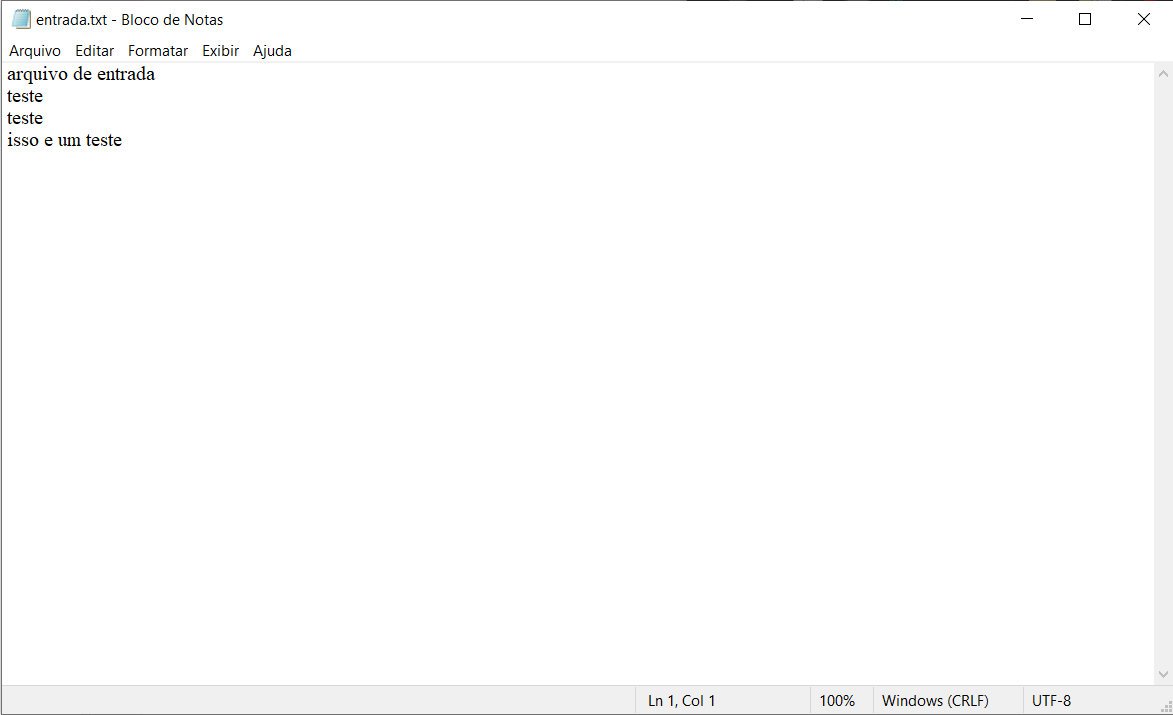 entrada.txt - Bloco de Notas
Arquivo Editar Formatar Exibir Ajuda
arquivo de entrada
teste
teste
isso e um teste
Ln 1, Col 1 100% Windows (CRLF) UTF-8